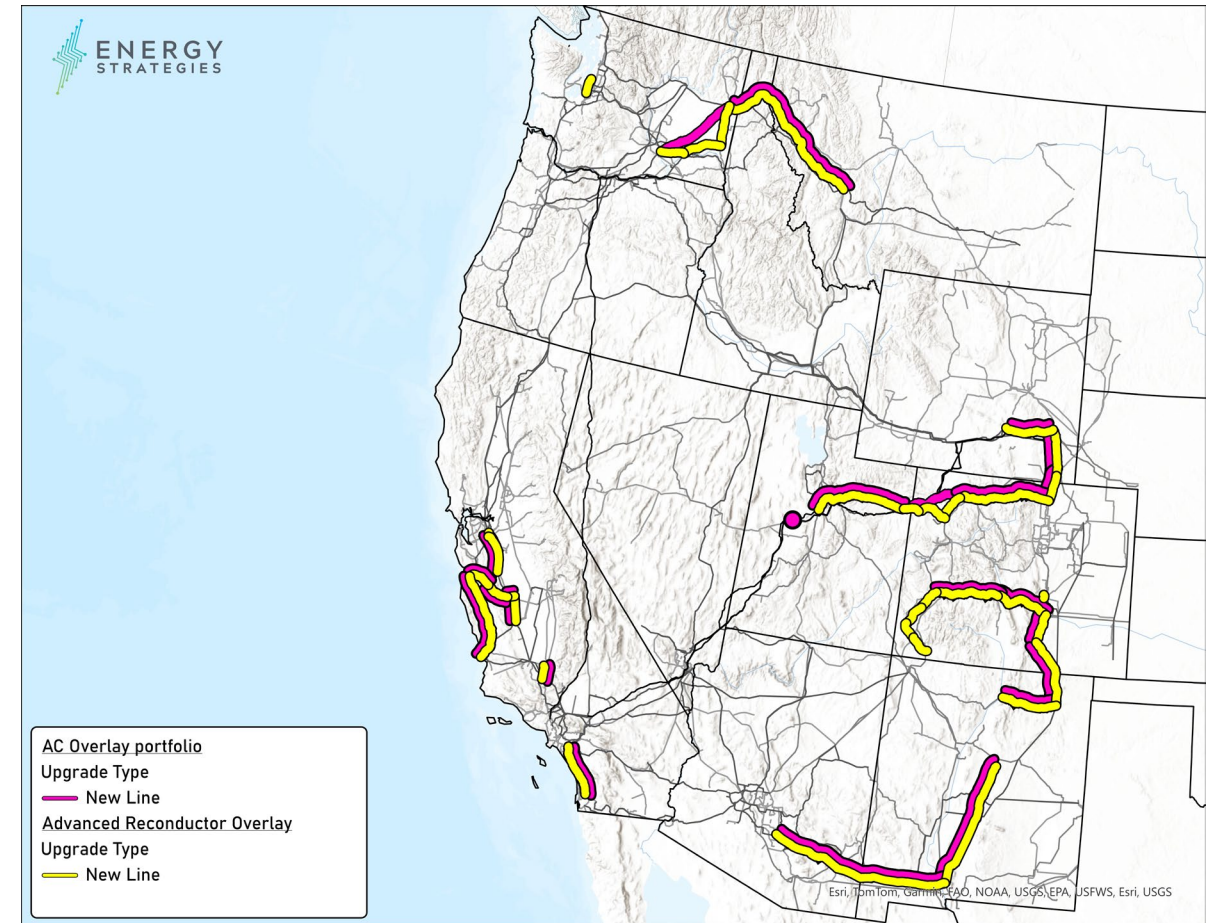 ENERGY
STRATEGIES
AC Overlay portfolio
Upgrade Type
New Line
Advanced Reconductor Overlay
Upgrade Type
New Line
Esri, TomTom, Garmin, FAO, NOAA, USGS, EPA, USFWS, Esri, USGS